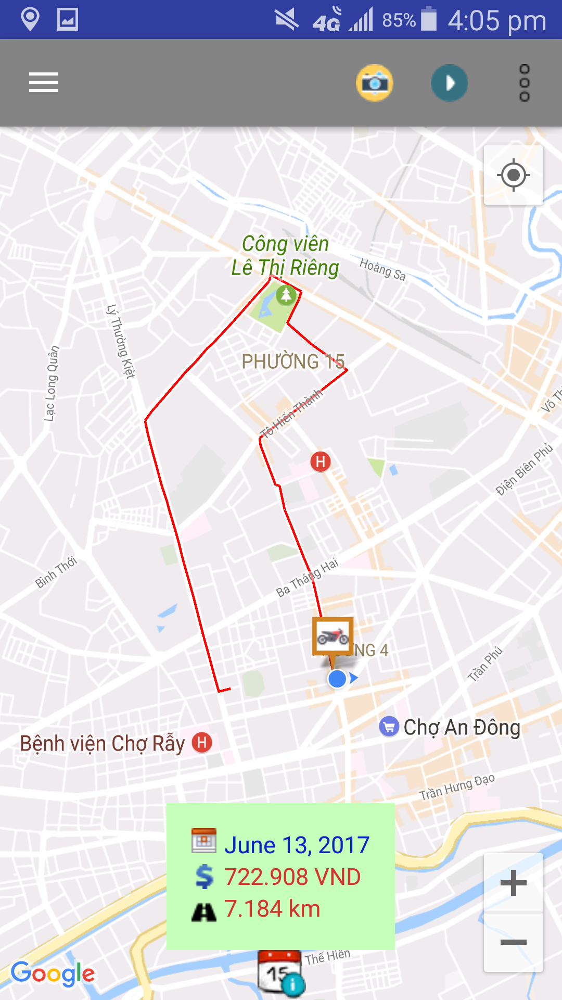 4G 85% 4:05 pm
Công viên
Lê Thị Riêng
Hoàng Sa
Lý Thường Kiệt
Lạc Long Quân
PHƯỜNG 15
Tô Hiến Thành
Võ Th
H
Điện Biên Phủ
Bình Thới
Ba Tháng Hai
NG 4
Trần Phú
Chợ An Đông
Bệnh viện Chợ Rẫy H
Trần Hưng Đạo
June 13, 2017
$ 722.908 VND
7.184 km
Thế Hiển
Google
15
i